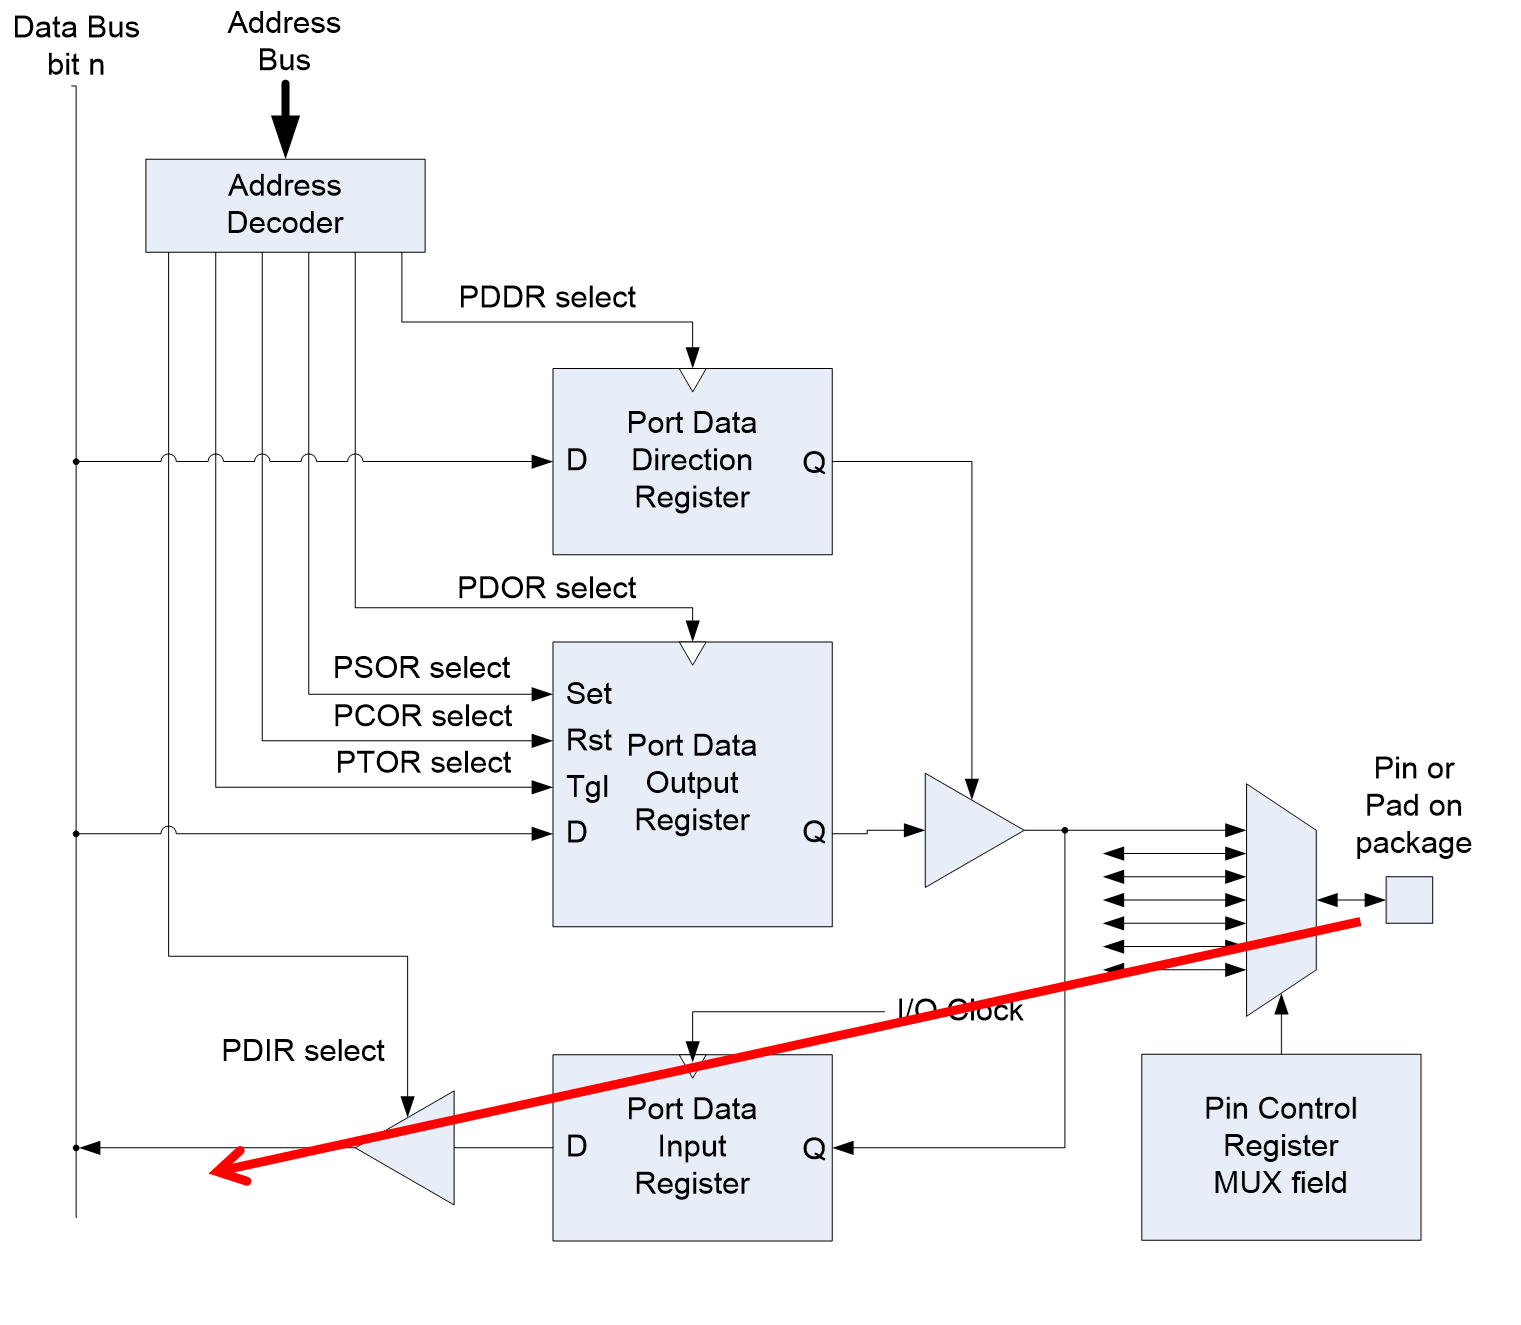 Data Bus
bit n
Address
Bus
Address
Decoder
PDDR select
Port Data
Direction
Register
D
Q
PDOR select
PSOR select
PCOR select
PTOR select
Set
Rst
Tgl
D
Port Data
Output
Register
Q
Pin or
Pad on
package
I/O Clock
PDIR select
Port Data
Input
Register
D
Q
Pin Control
Register
MUX field